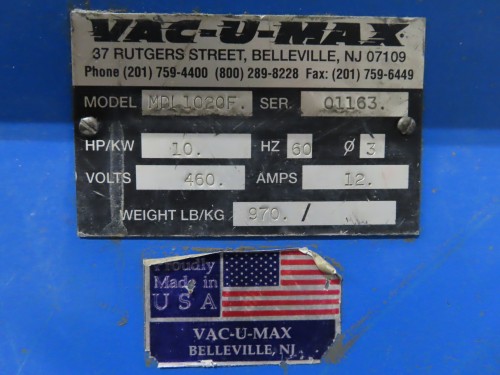 VAC-U-MAX
37 RUTGERS STREET, BELLEVILLE, NJ 07109
Phone (201) 759-4400 (800) 289-8228 Fax: (201) 759-6449
MODEL MDL1020F. SER. 01163.
HP/KW 10. HZ 60 Ø 3
VOLTS 460. AMPS 12.
WEIGHT LB/KG 970. /
Proudly
Made in
USA
VAC-U-MAX
BELLEVILLE, NJ